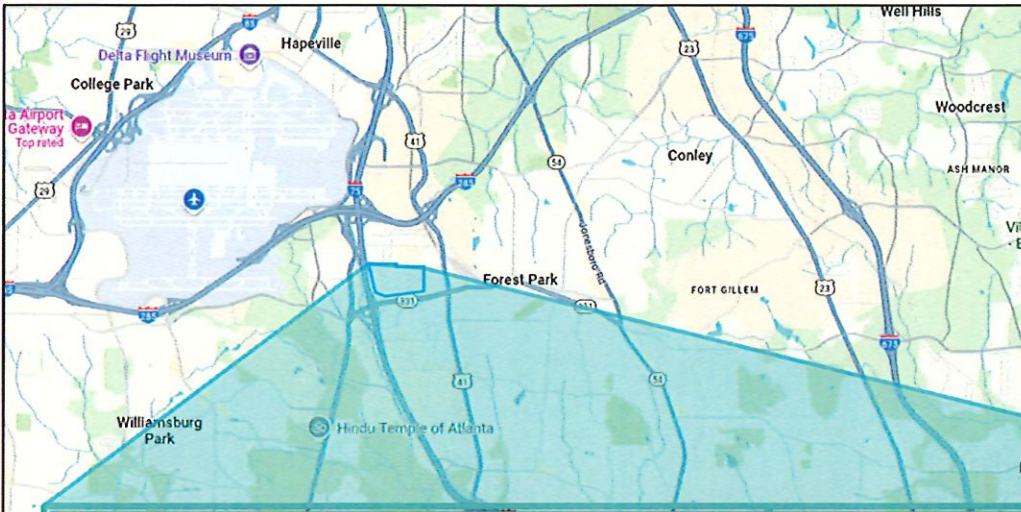 Well Hills
29
85
Hapeville
Delta Flight Museum
23
675
College Park
Airport
Gateway
Top rated
Woodcrest
41
54
Conley
ASH MANOR
29
75
285
Jonesboro Rd
Forest Park
FORT GILLEM
23
331
331
285
675
41
54
Williamsburg
Park
Hindu Temple of Atlanta